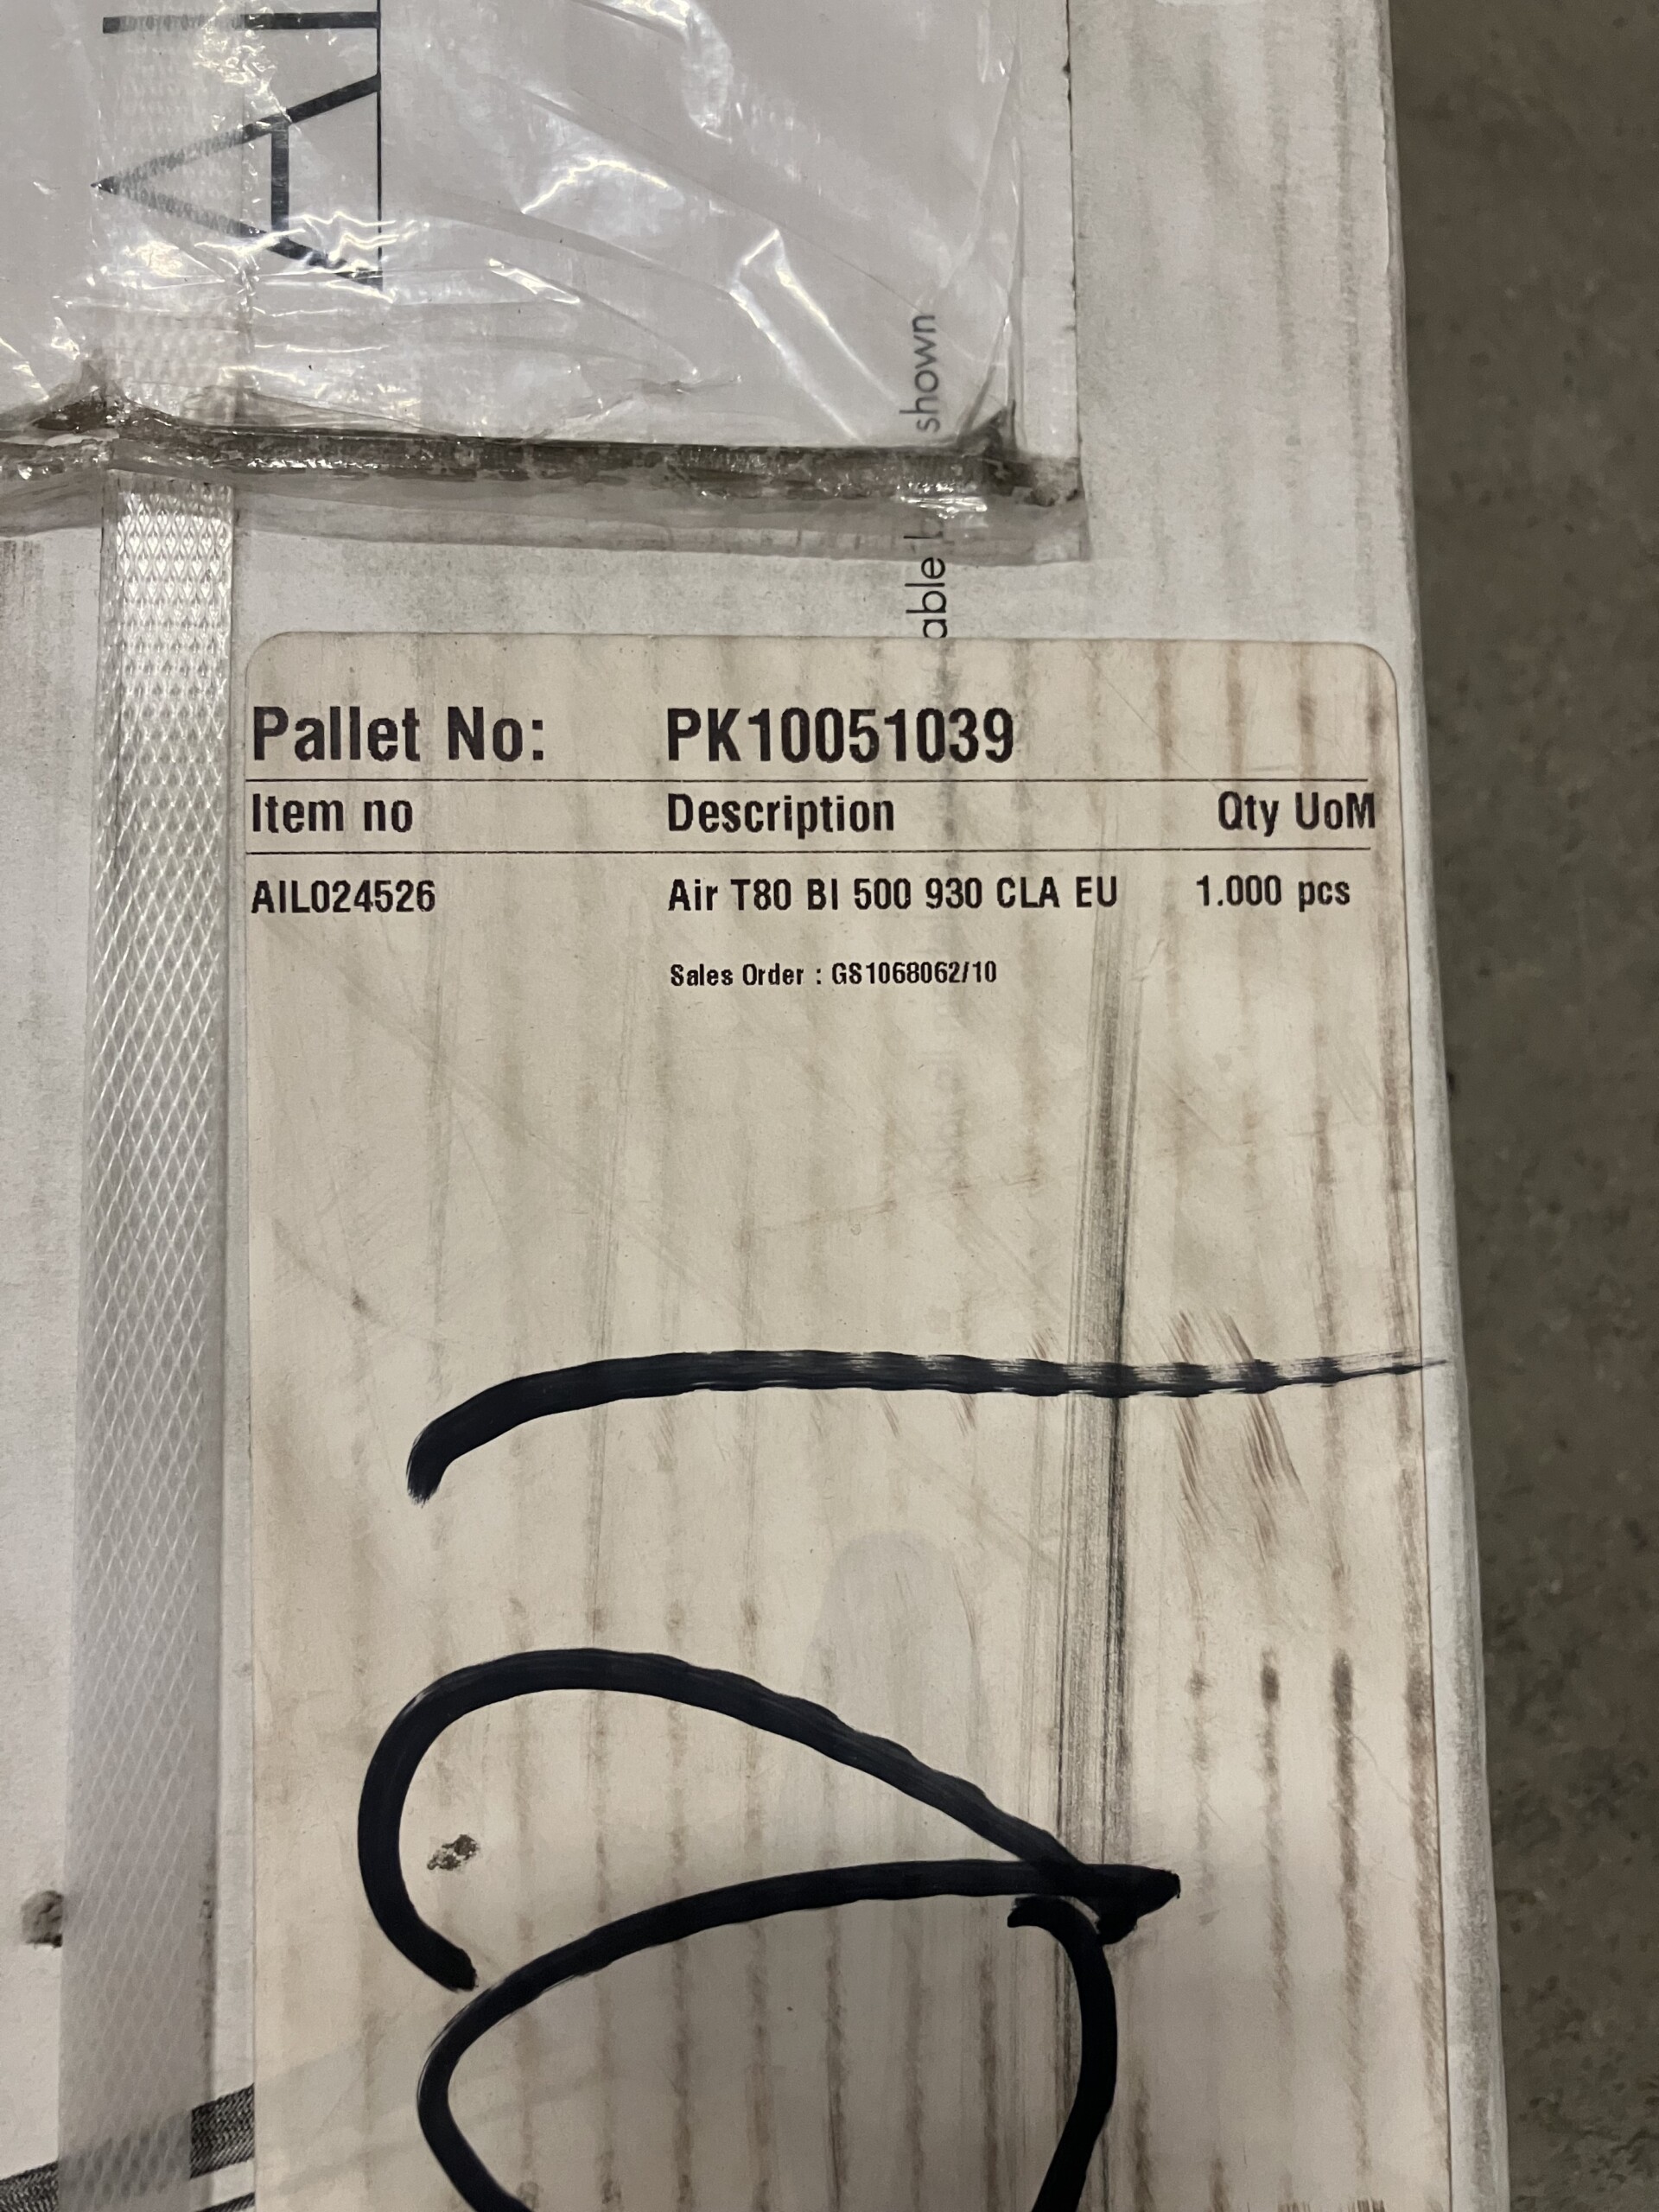 AI
shown
able
Pallet No: PK10051039
Item no Description Qty UoM
AIL024526 Air T80 BI 500 930 CLA EU 1.000 pcs
Sales Order : GS1068062/10